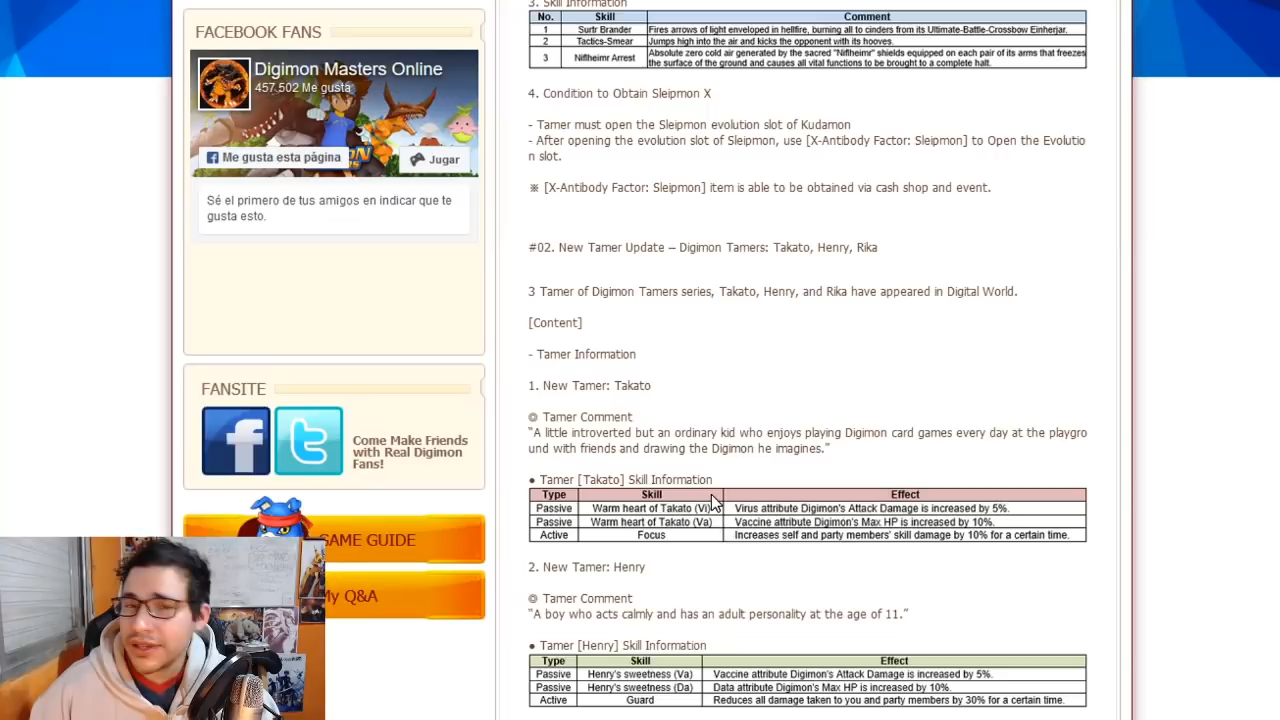 FACEBOOK FANS
Digimon Masters Online
457.502 Me gusta
Me gusta esta página
Jugar
Sé el primero de tus amigos en indicar que te
gusta esto.
FANSITE
Come Make Friends
with Real Digimon
Fans!
GAME GUIDE
My Q&A
3. Skill Information
No. Skill Comment
1 Surtr Brander Fires arrows of light enveloped in hellfire, burning all to cinders from its Ultimate-Battle-Crossbow Einherjar.
2 Tactics-Smear Jumps high into the air and kicks the opponent with its hooves.
3 Niflheimr Arrest Absolute zero cold air generated by the sacred "Niflheimr" shields equipped on each pair of its arms that freezes
the surface of the ground and causes all vital functions to be brought to a complete halt.
4. Condition to Obtain Sleipmon X
- Tamer must open the Sleipmon evolution slot of Kudamon
- After opening the evolution slot of Sleipmon, use [X-Antibody Factor: Sleipmon] to Open the Evolutio
n slot.
※ [X-Antibody Factor: Sleipmon] item is able to be obtained via cash shop and event.
#02. New Tamer Update – Digimon Tamers: Takato, Henry, Rika
3 Tamer of Digimon Tamers series, Takato, Henry, and Rika have appeared in Digital World.
[Content]
- Tamer Information
1. New Tamer: Takato
◎ Tamer Comment
"A little introverted but an ordinary kid who enjoys playing Digimon card games every day at the playgro
und with friends and drawing the Digimon he imagines."
● Tamer [Takato] Skill Information
Type Skill Effect
Passive Warm heart of Takato (Vi) Virus attribute Digimon's Attack Damage is increased by 5%.
Passive Warm heart of Takato (Va) Vaccine attribute Digimon's Max HP is increased by 10%.
Active Focus Increases self and party members' skill damage by 10% for a certain time.
2. New Tamer: Henry
◎ Tamer Comment
"A boy who acts calmly and has an adult personality at the age of 11."
● Tamer [Henry] Skill Information
Type Skill Effect
Passive Henry's sweetness (Va) Vaccine attribute Digimon's Attack Damage is increased by 5%.
Passive Henry's sweetness (Da) Data attribute Digimon's Max HP is increased by 10%.
Active Guard Reduces all damage taken to you and party members by 30% for a certain time.